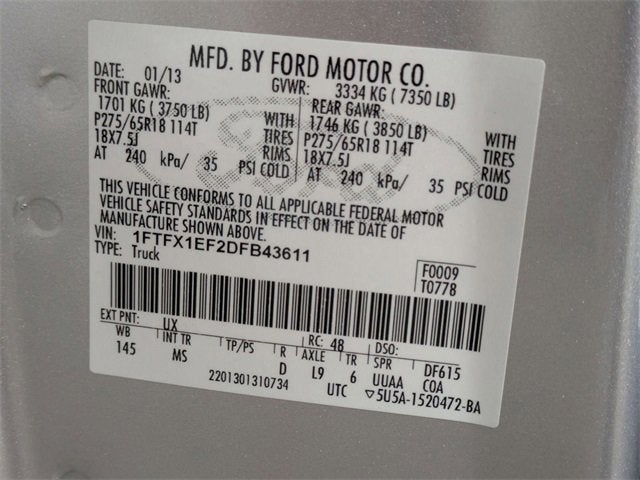 MFD. BY FORD MOTOR CO.
DATE: 01/13 GVWR: 3334 KG ( 7350 LB)
FRONT GAWR: REAR GAWR:
1701 KG ( 3750 LB) WITH 1746 KG ( 3850 LB) WITH
P275/65R18 114T TIRES P275/65R18 114T TIRES
18X7.5J RIMS 18X7.5J RIMS
AT 240 kPa/ 35 PSI COLD AT 240 kPa/ 35 PSI COLD
THIS VEHICLE CONFORMS TO ALL APPLICABLE FEDERAL MOTOR
VEHICLE SAFETY STANDARDS IN EFFECT ON THE DATE OF
MANUFACTURE SHOWN ABOVE.
VIN: 1FTFX1EF2DFB43611
TYPE: Truck
F0009
T0778
EXT PNT: UX RC: 48 DSO:
WB INT TR TP/PS R AXLE TR SPR DF615
145 MS D L9 6 UUAA COA
2201301310734 UTC ▽5U5A-1520472-BA
Ford